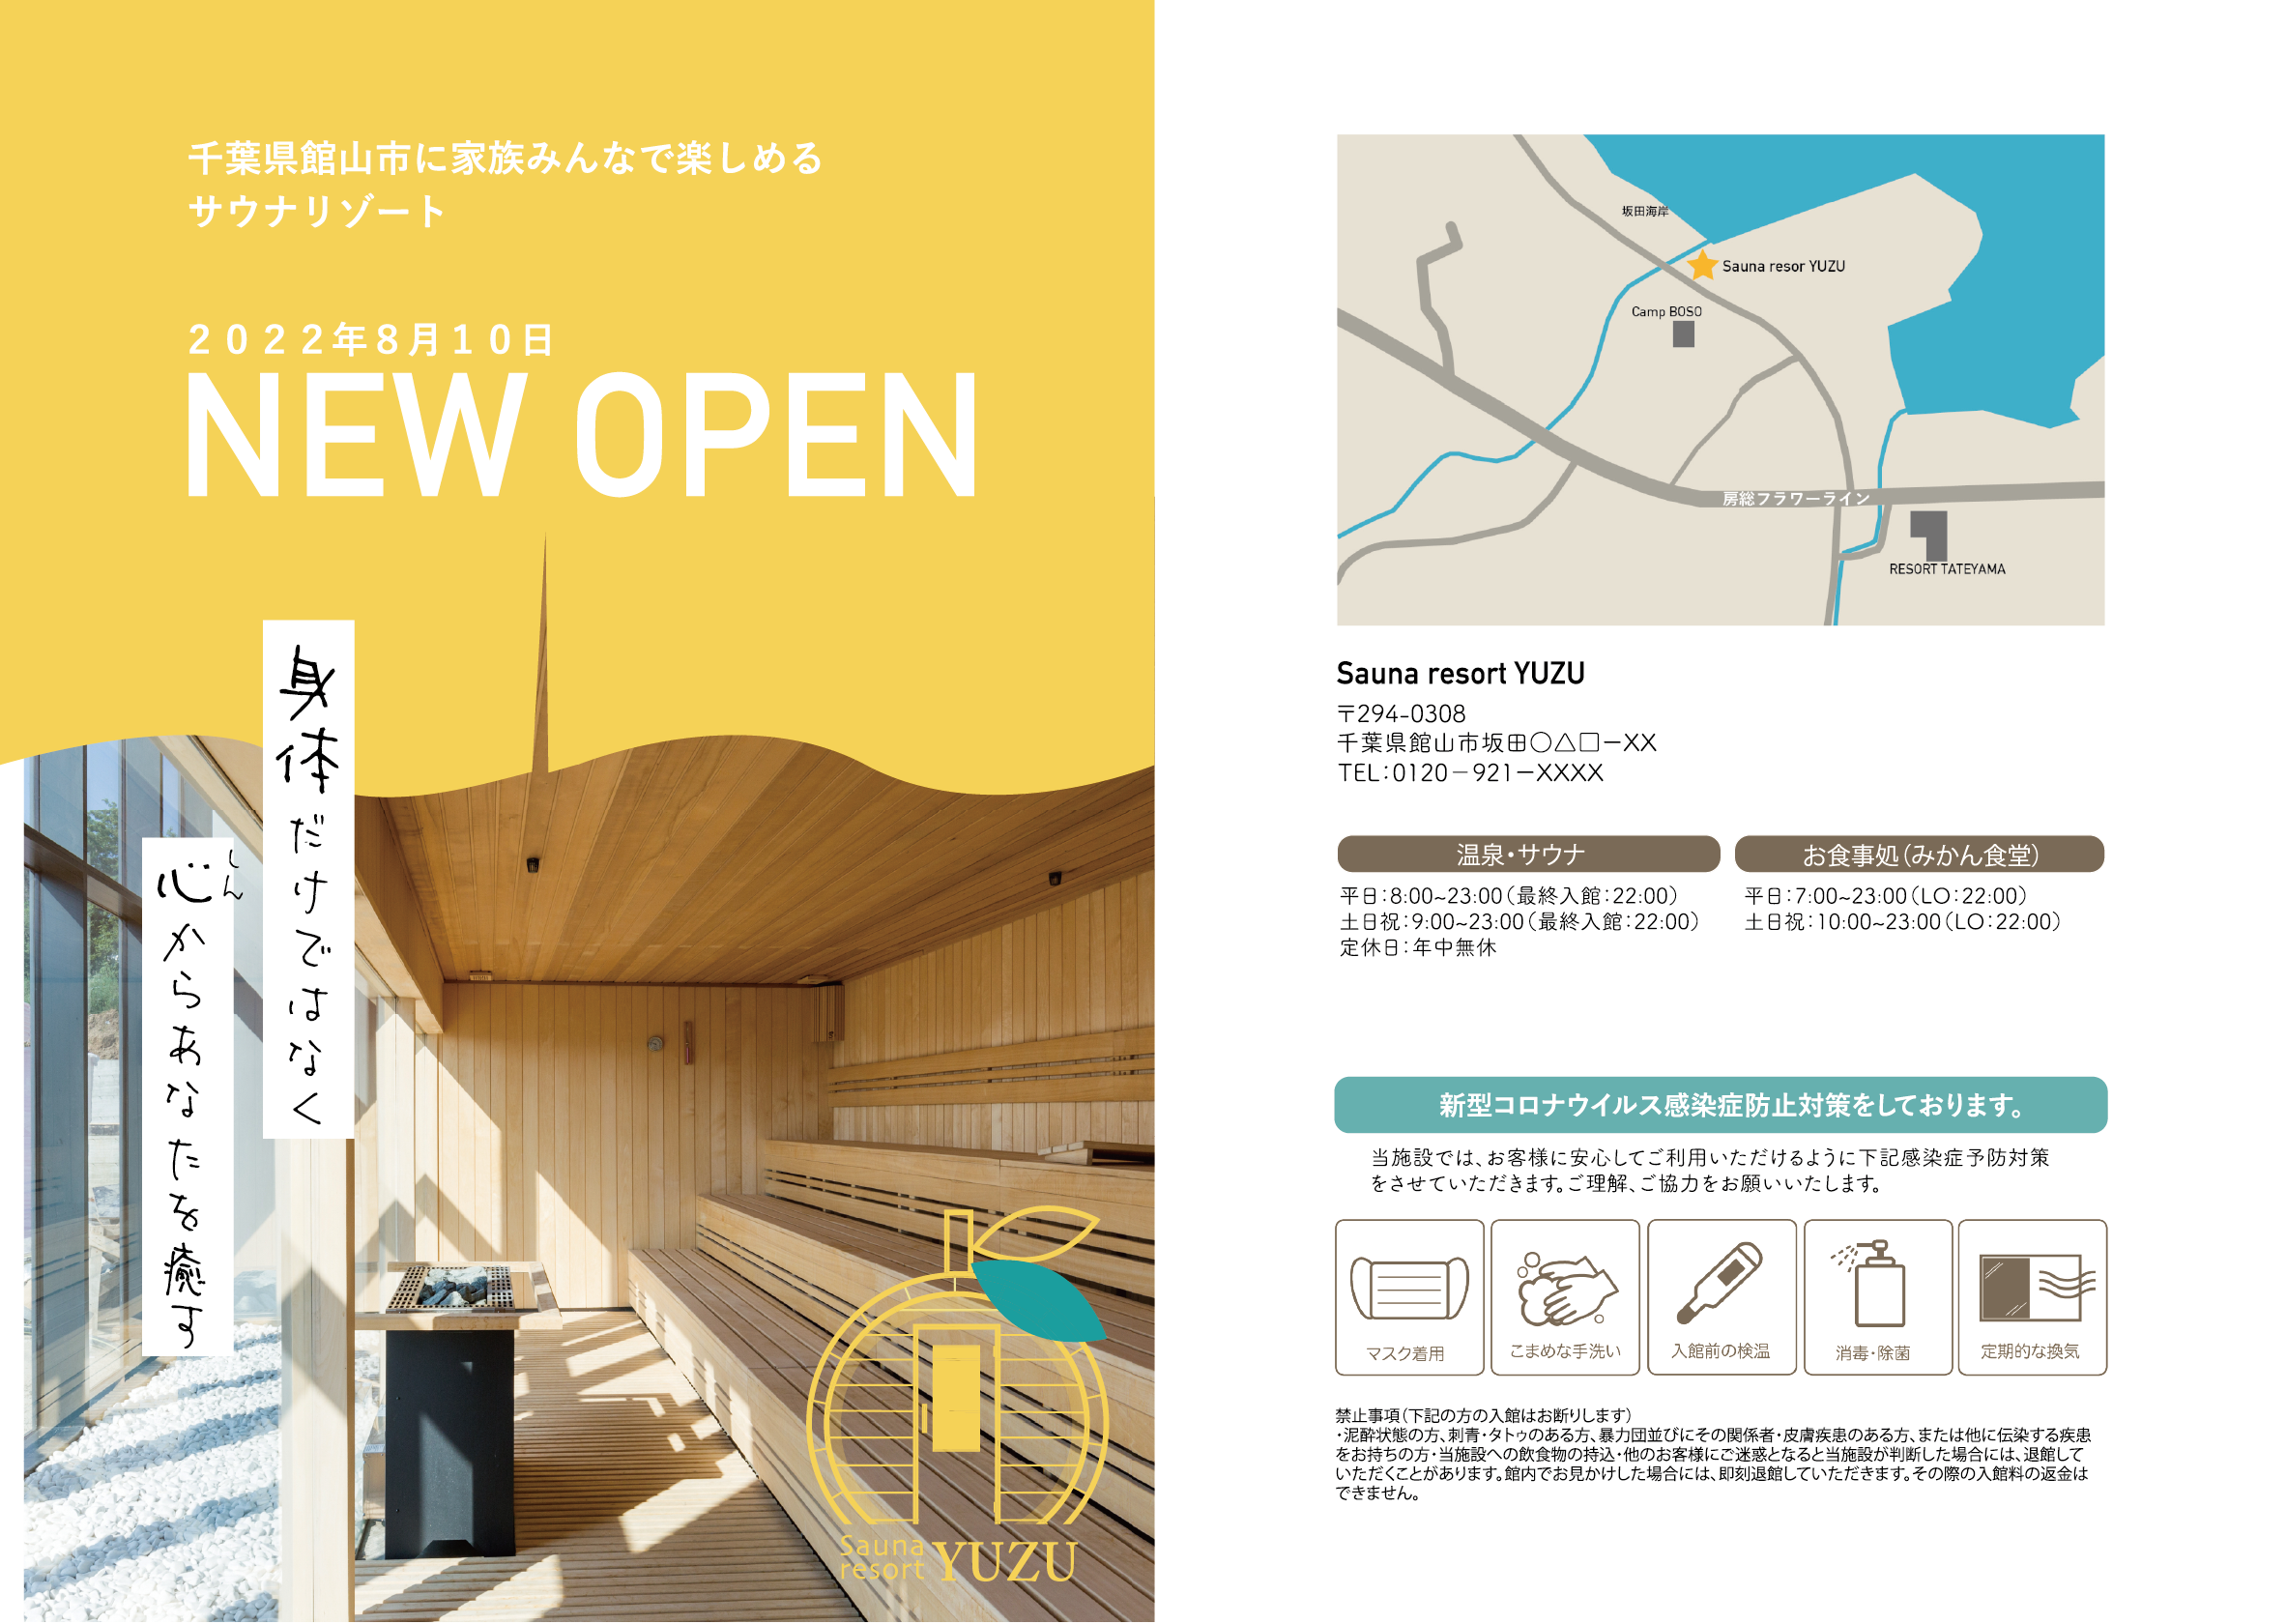 千葉県館山市に家族みんなで楽しめる
サウナリゾート
２０２２年８月１０日
NEW OPEN
身体だけではなく
心からあなたを癒す
しん
Sauna
resort YUZU
坂田海岸
Sauna resor YUZU
Camp BOSO
房総フラワーライン
RESORT TATEYAMA
Sauna resort YUZU
〒294-0308
千葉県館山市坂田〇△□ーXX
TEL：0120－921ーXXXX
温泉・サウナ
平日：8:00~23:00（最終入館：22:00）
土日祝：9:00~23:00（最終入館：22:00）
定休日：年中無休
お食事処（みかん食堂）
平日：7:00~23:00（LO：22:00）
土日祝：10:00~23:00（LO：22:00）
新型コロナウイルス感染症防止対策をしております。
当施設では、お客様に安心してご利用いただけるように下記感染症予防対策
をさせていただきます。ご理解、ご協力をお願いいたします。
マスク着用
こまめな手洗い
入館前の検温
消毒・除菌
定期的な換気
禁止事項（下記の方の入館はお断りします）
・泥酔状態の方、刺青・タトゥのある方、暴力団並びにその関係者・皮膚疾患のある方、または他に伝染する疾患
をお持ちの方・当施設への飲食物の持込・他のお客様にご迷惑となると当施設が判断した場合には、退館して
いただくことがあります。館内でお見かけした場合には、即刻退館していただきます。その際の入館料の返金は
できません。